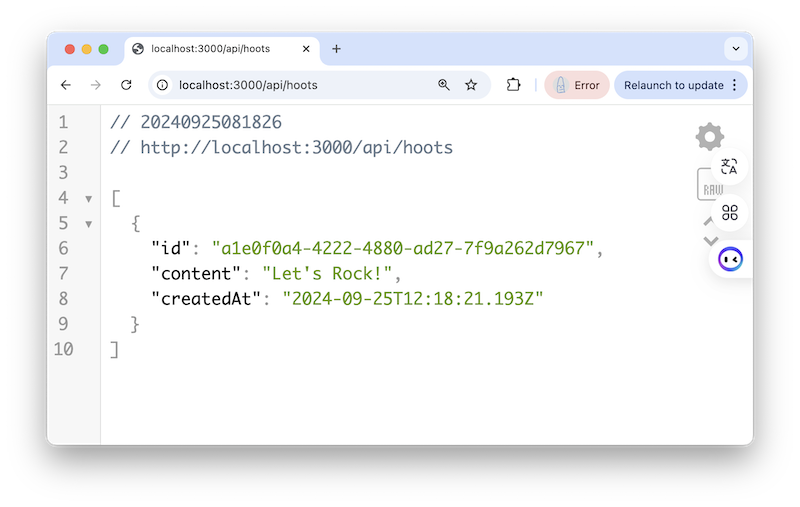 localhost:3000/api/hoots
localhost:3000/api/hoots
Error
Relaunch to update
1 // 20240925081826
2 // http://localhost:3000/api/hoots
3
4 [
5 {
6 "id": "a1e0f0a4-4222-4880-ad27-7f9a262d7967",
7 "content": "Let's Rock!",
8 "createdAt": "2024-09-25T12:18:21.193Z"
9 }
10 ]
RAW